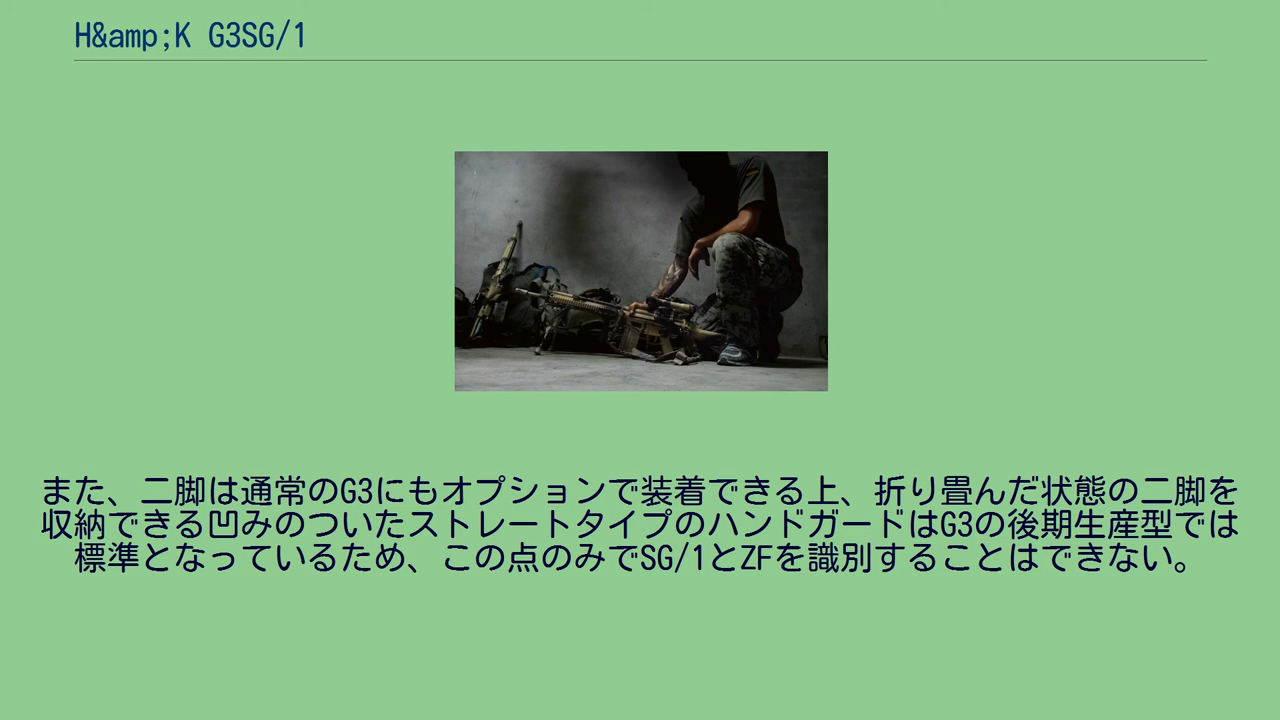 H&amp;K G3SG/1
また、二脚は通常のG3にもオプションで装着できる上、折り畳んだ状態の二脚を
収納できる凹みのついたストレートタイプのハンドガードはG3の後期生産型では
標準となっているため、この点のみでSG/1とZFを識別することはできない。